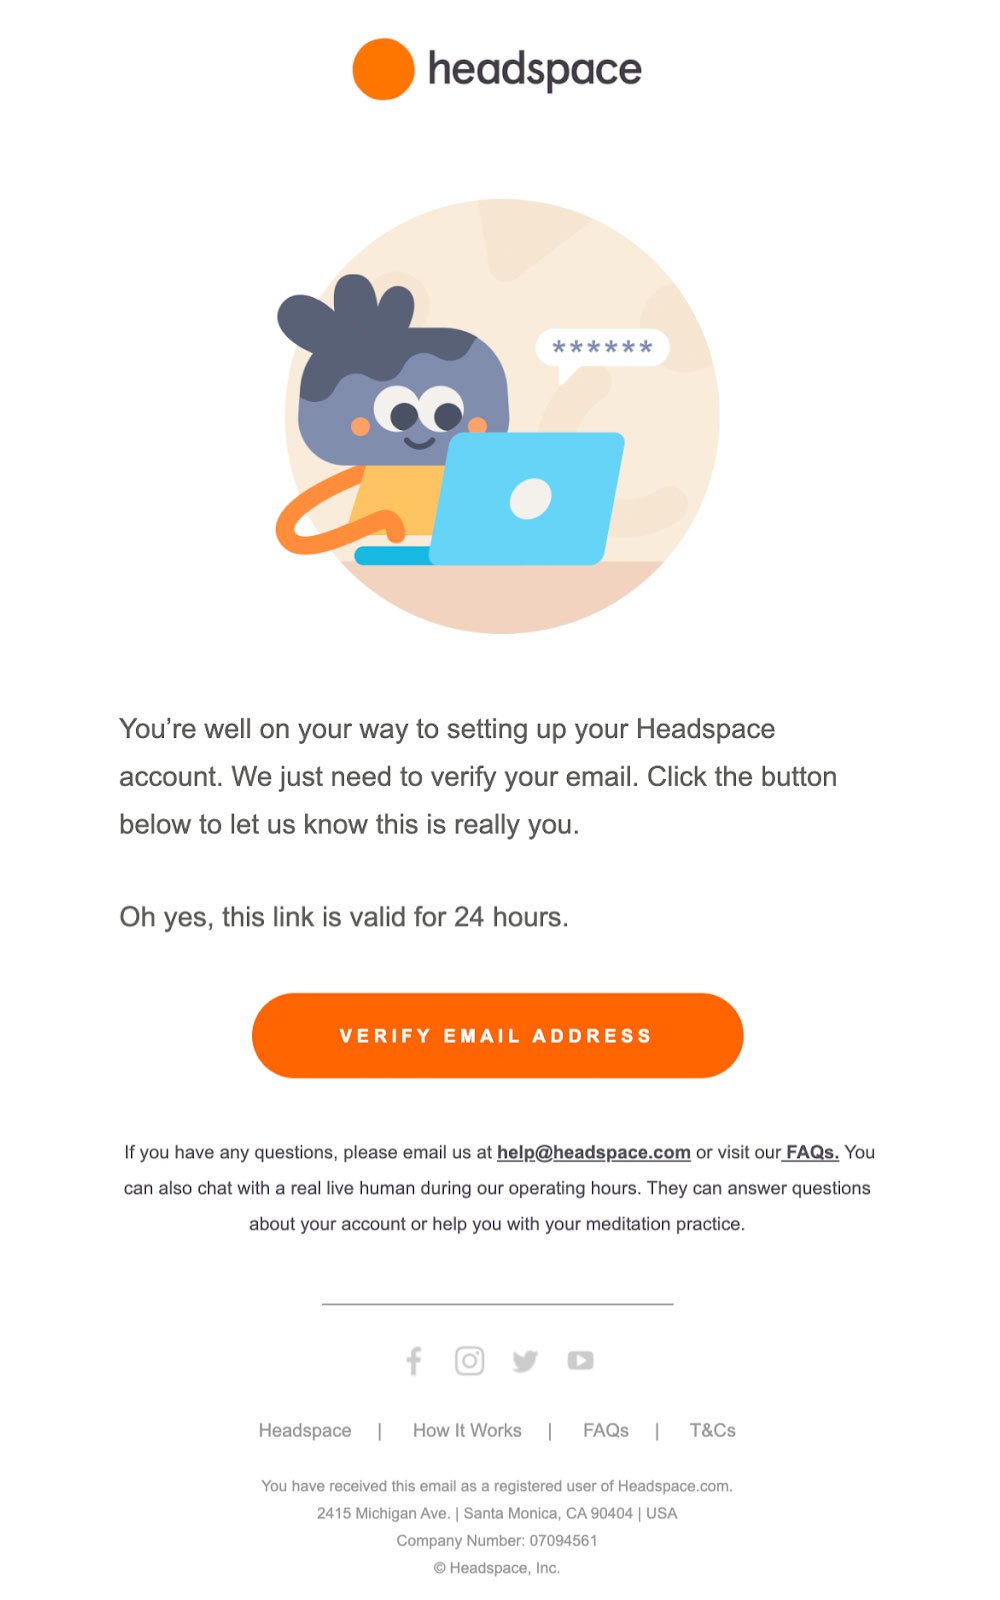 headspace
******
You’re well on your way to setting up your Headspace
account. We just need to verify your email. Click the button
below to let us know this is really you.
Oh yes, this link is valid for 24 hours.
VERIFY EMAIL ADDRESS
If you have any questions, please email us at help@headspace.com or visit our FAQs. You
can also chat with a real live human during our operating hours. They can answer questions
about your account or help you with your meditation practice.
Headspace | How It Works | FAQs | T&Cs
You have received this email as a registered user of Headspace.com.
2415 Michigan Ave. | Santa Monica, CA 90404 | USA
Company Number: 07094561
© Headspace, Inc.